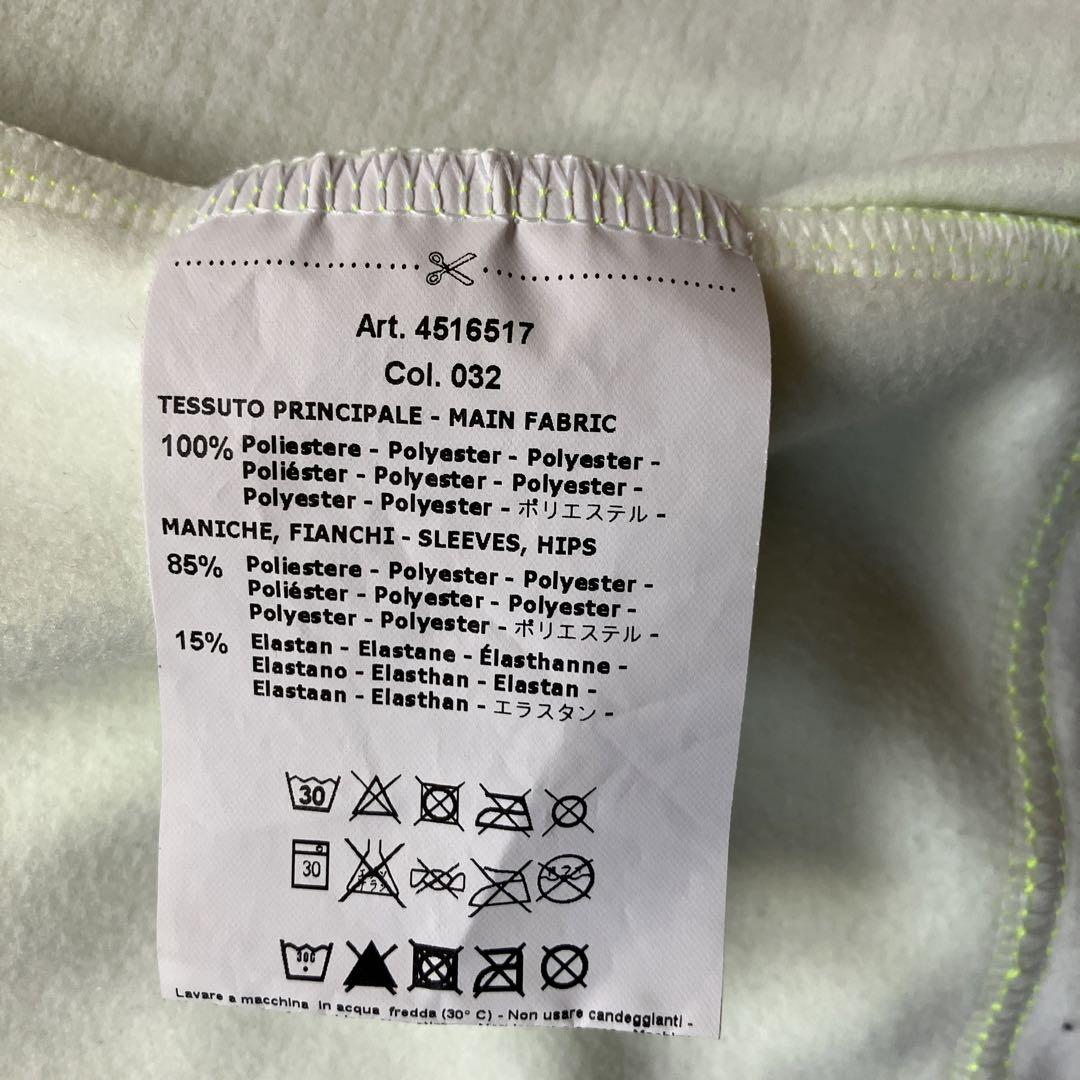 Art. 4516517
Col. 032
TESSUTO PRINCIPALE - MAIN FABRIC
100% Poliestere - Polyester - Polyester -
Poliéster - Polyester - Polyester -
Polyester - Polyester - ポリエステル -
MANICHE, FIANCHI - SLEEVES, HIPS
85% Poliestere - Polyester - Polyester -
Poliéster - Polyester - Polyester -
Polyester - Polyester - ポリエステル -
15% Elastan - Elastane - Élasthanne -
Elastano - Elasthan - Elastan -
Elastaan - Elasthan - エラスタン -
30
30
30C
Lavare a macchina in acqua fredda (30° C) - Non usare candeggianti -